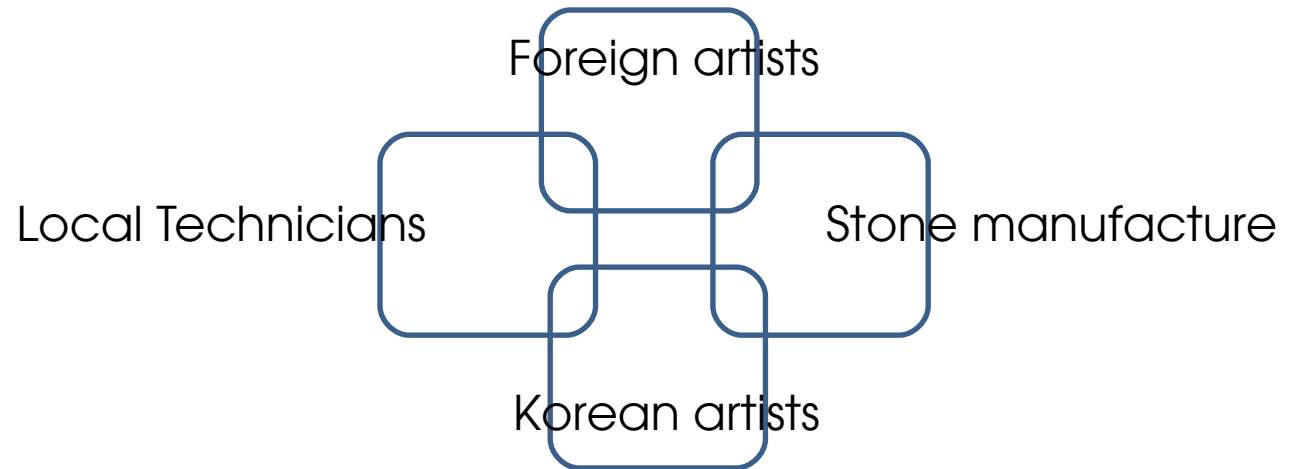 Foreign artists
Local Technicians
Stone manufacture
Korean artists